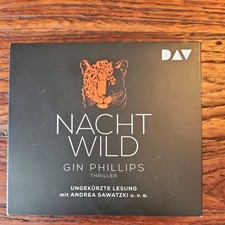 DAV
NACHT
WILD
GIN PHILLIPS
THRILLER
UNGEKÜRZTE LESUNG
mit ANDREA SAWATZKI u. v. a.